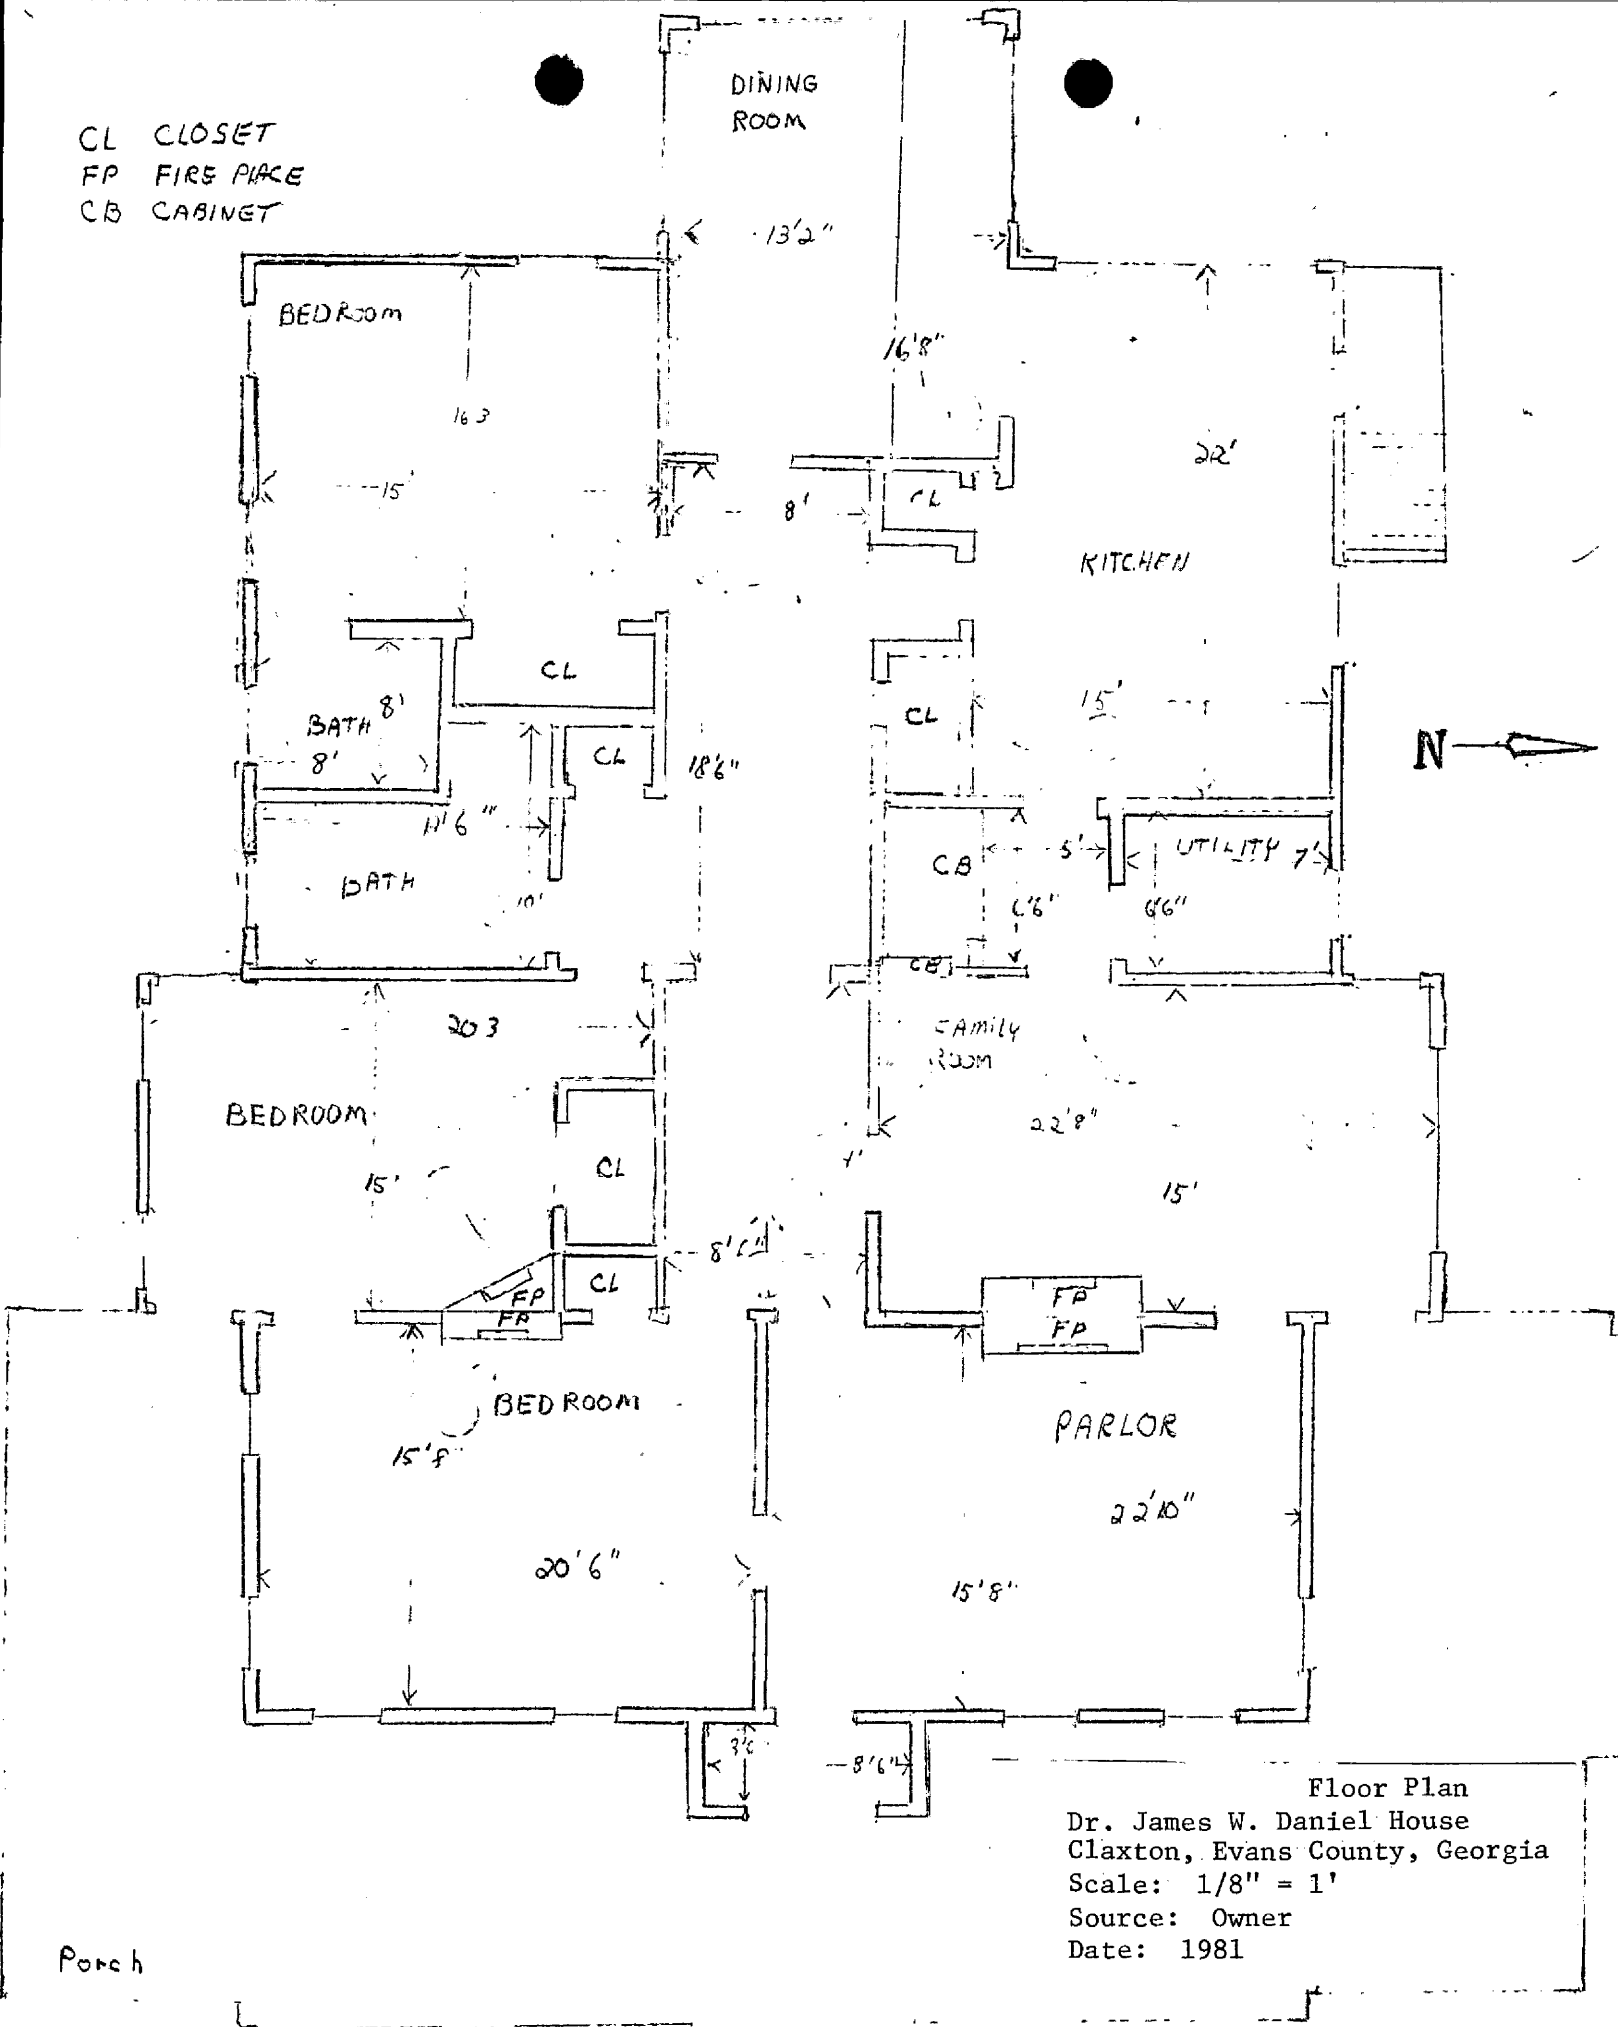 DINING
ROOM
CL CLOSET
FP FIRE PLACE
CB CABINET
13'2"
BEDROOM
16'8"
16 3
22'
15'
8'
CL
KITCHEN
CL
8'
BATH
8'
CL
CL
15'
18'6"
N
11'6"
5'
UTILITY 7'
CB
BATH
10'
6'6"
6'6"
CB
20 3
FAMILY
ROOM
BEDROOM
22'8"
CL
15'
15'
CL
FP
FP
FP
FP
BEDROOM
PARLOR
15'8"
22'10"
20'6"
15'8"
8'6"
Floor Plan
Dr. James W. Daniel House
Claxton, Evans County, Georgia
Scale: 1/8" = 1'
Source: Owner
Date: 1981
Porch